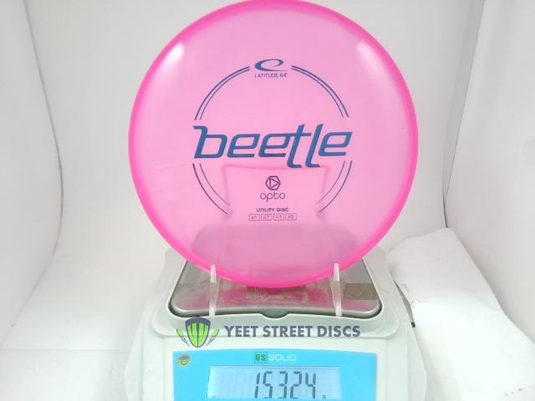 LATITUDE 64°
beetle
opto
UTILITY DISC
YEET STREET DISCS
US SOLID
153.24